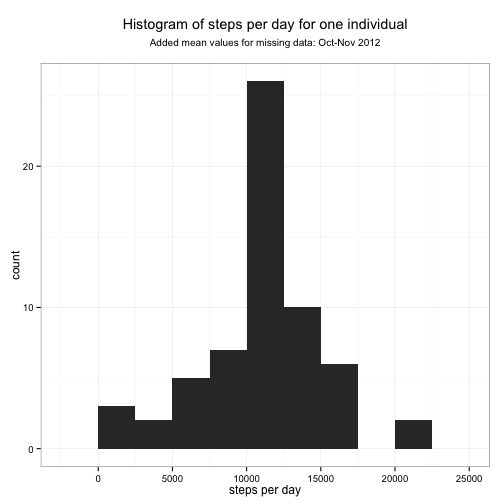 Histogram of steps per day for one individual
Added mean values for missing data: Oct-Nov 2012
count
20
10
0
0 5000 10000 15000 20000 25000
steps per day